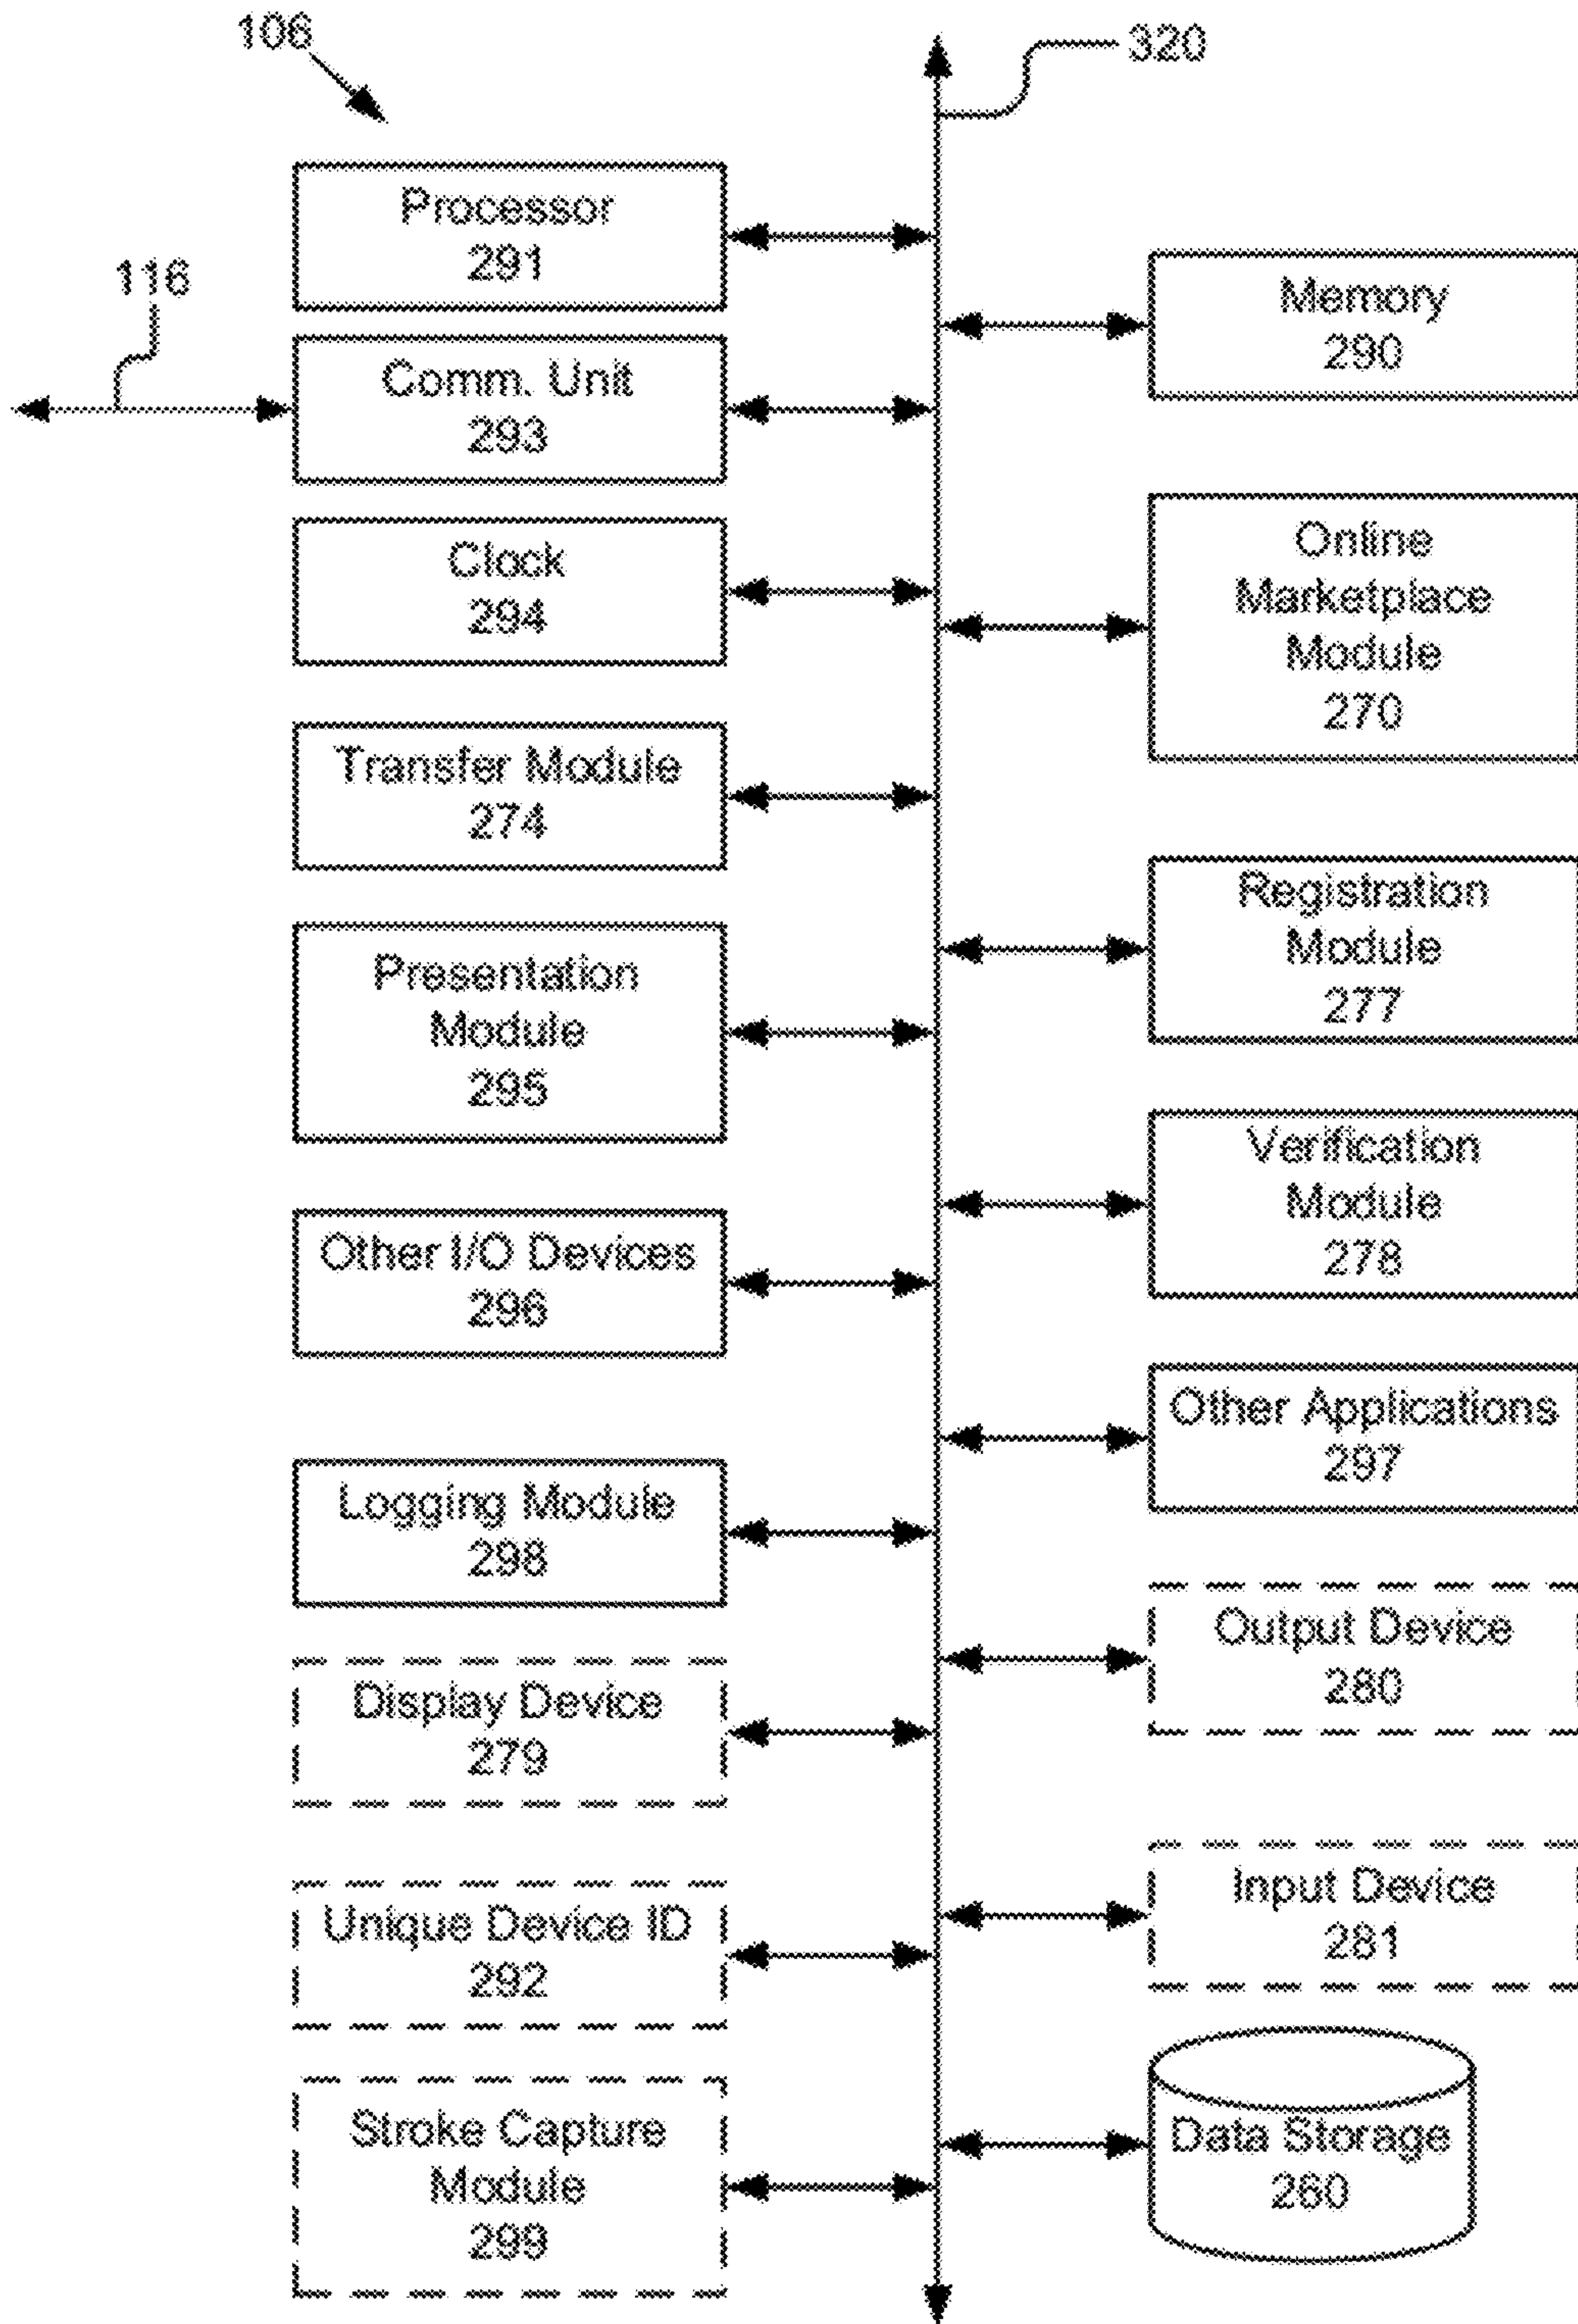 106
320
Processor
291
116
Comm. Unit
293
Clock
294
Transfer Module
274
Presentation
Module
295
Other I/O Devices
296
Logging Module
298
Display Device
279
Unique Device ID
292
Stroke Capture
Module
299
Memory
290
Online
Marketplace
Module
270
Registration
Module
277
Verification
Module
278
Other Applications
297
Output Device
280
Input Device
281
Data Storage
260